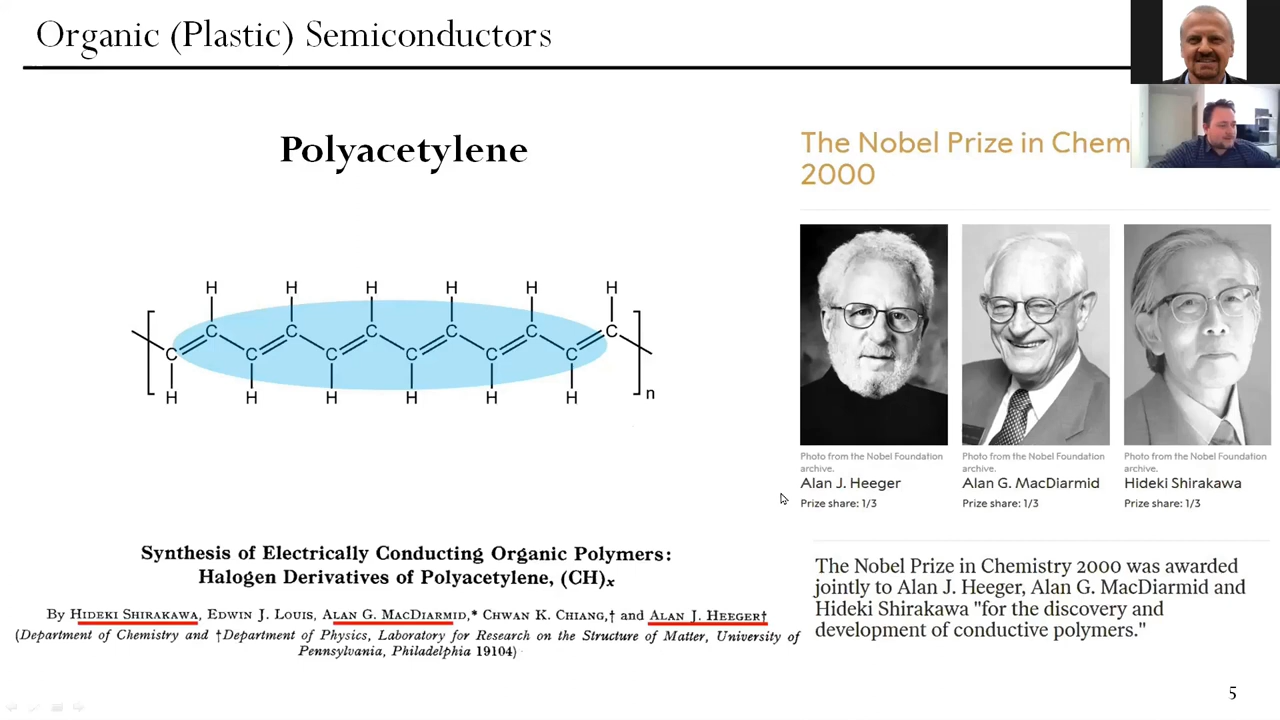 Organic (Plastic) Semiconductors
Polyacetylene
H H H H H H
C C C C C C
C C C C C C
H H H H H H
n
Synthesis of Electrically Conducting Organic Polymers:
Halogen Derivatives of Polyacetylene, (CH)ₓ
By HIDEKI SHIRAKAWA, EDWIN J. LOUIS, ALAN G. MACDIARMID,* CHWAN K. CHIANG,† and ALAN J. HEEGER†
(Department of Chemistry and †Department of Physics, Laboratory for Research on the Structure of Matter, University of
Pennsylvania, Philadelphia 19104)
The Nobel Prize in Chem
2000
Photo from the Nobel Foundation
archive.
Alan J. Heeger
Prize share: 1/3
Photo from the Nobel Foundation
archive.
Alan G. MacDiarmid
Prize share: 1/3
Photo from the Nobel Foundation
archive.
Hideki Shirakawa
Prize share: 1/3
The Nobel Prize in Chemistry 2000 was awarded
jointly to Alan J. Heeger, Alan G. MacDiarmid and
Hideki Shirakawa "for the discovery and
development of conductive polymers."
5